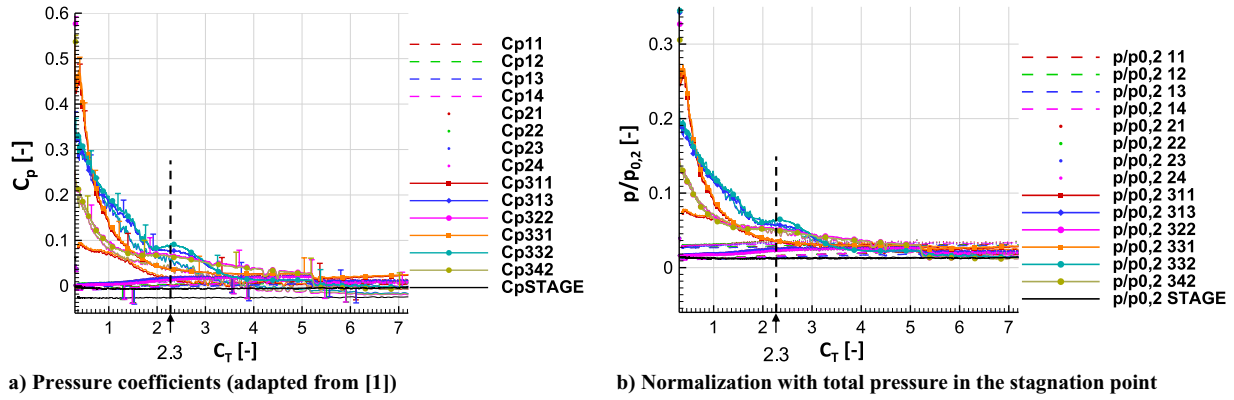 0.6
0.5
0.4
0.3
0.2
0.1
0
Cp [-]
1 2 3 4 5 6 7
2.3
CT [-]
Cp11
Cp12
Cp13
Cp14
Cp21
Cp22
Cp23
Cp24
Cp311
Cp313
Cp322
Cp331
Cp332
Cp342
CpSTAGE
a) Pressure coefficients (adapted from [1])
0.3
0.2
0.1
0
p/p0,2 [-]
1 2 3 4 5 6 7
2.3
CT [-]
p/p0,2 11
p/p0,2 12
p/p0,2 13
p/p0,2 14
p/p0,2 21
p/p0,2 22
p/p0,2 23
p/p0,2 24
p/p0,2 311
p/p0,2 313
p/p0,2 322
p/p0,2 331
p/p0,2 332
p/p0,2 342
p/p0,2 STAGE
b) Normalization with total pressure in the stagnation point